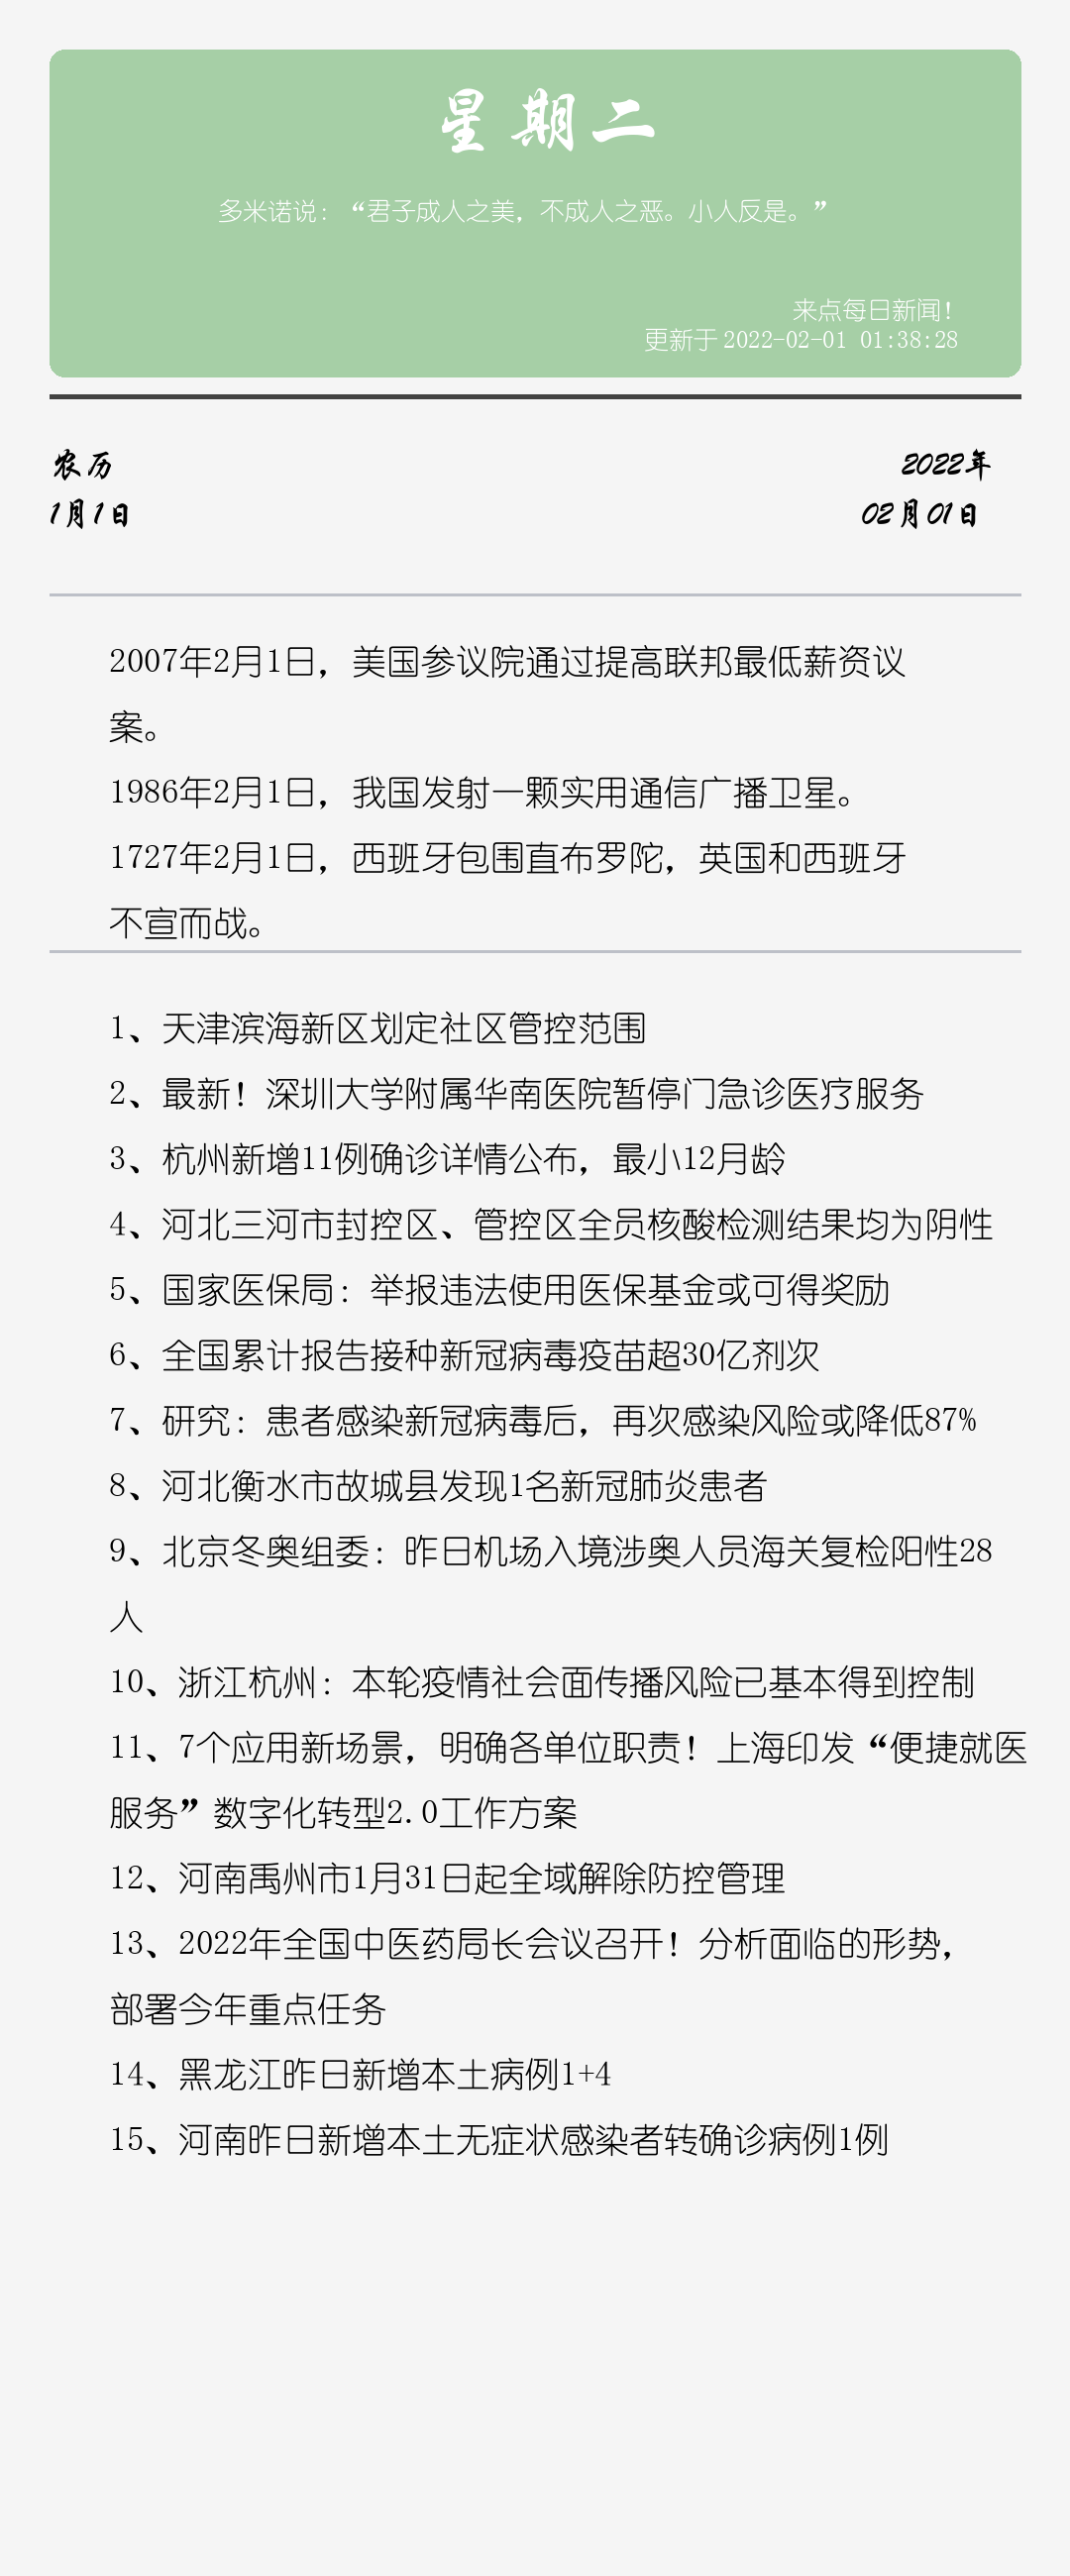 星期二
多米诺说：“君子成人之美，不成人之恶。小人反是。”
来点每日新闻！
更新于2022-02-01 01:38:28
农历
2022年
1月1日
02月01日
2007年2月1日，美国参议院通过提高联邦最低薪资议
案。
1986年2月1日，我国发射一颗实用通信广播卫星。
1727年2月1日，西班牙包围直布罗陀，英国和西班牙
不宣而战。
1、天津滨海新区划定社区管控范围
2、最新！深圳大学附属华南医院暂停门急诊医疗服务
3、杭州新增11例确诊详情公布，最小12月龄
4、河北三河市封控区、管控区全员核酸检测结果均为阴性
5、国家医保局：举报违法使用医保基金或可得奖励
6、全国累计报告接种新冠病毒疫苗超30亿剂次
7、研究：患者感染新冠病毒后，再次感染风险或降低87%
8、河北衡水市故城县发现1名新冠肺炎患者
9、北京冬奥组委：昨日机场入境涉奥人员海关复检阳性28
人
10、浙江杭州：本轮疫情社会面传播风险已基本得到控制
11、7个应用新场景，明确各单位职责！上海印发“便捷就医
服务”数字化转型2.0工作方案
12、河南禹州市1月31日起全域解除防控管理
13、2022年全国中医药局长会议召开！分析面临的形势，
部署今年重点任务
14、黑龙江昨日新增本土病例1+4
15、河南昨日新增本土无症状感染者转确诊病例1例